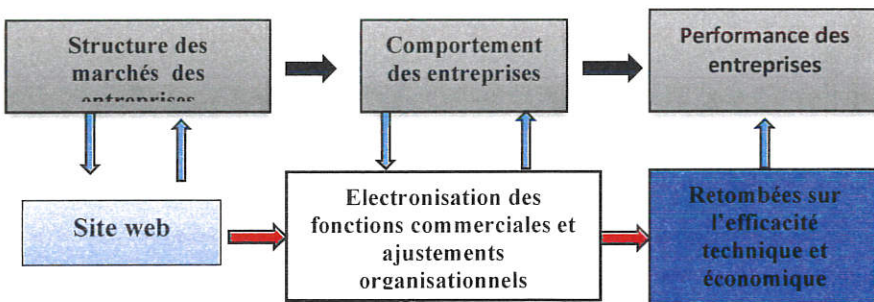 Structure des
marchés des
entreprises
Comportement
des entreprises
Performance des
entreprises
Site web
Electronisation des
fonctions commerciales et
ajustements
organisationnels
Retombées sur
l'efficacité
technique et
économique